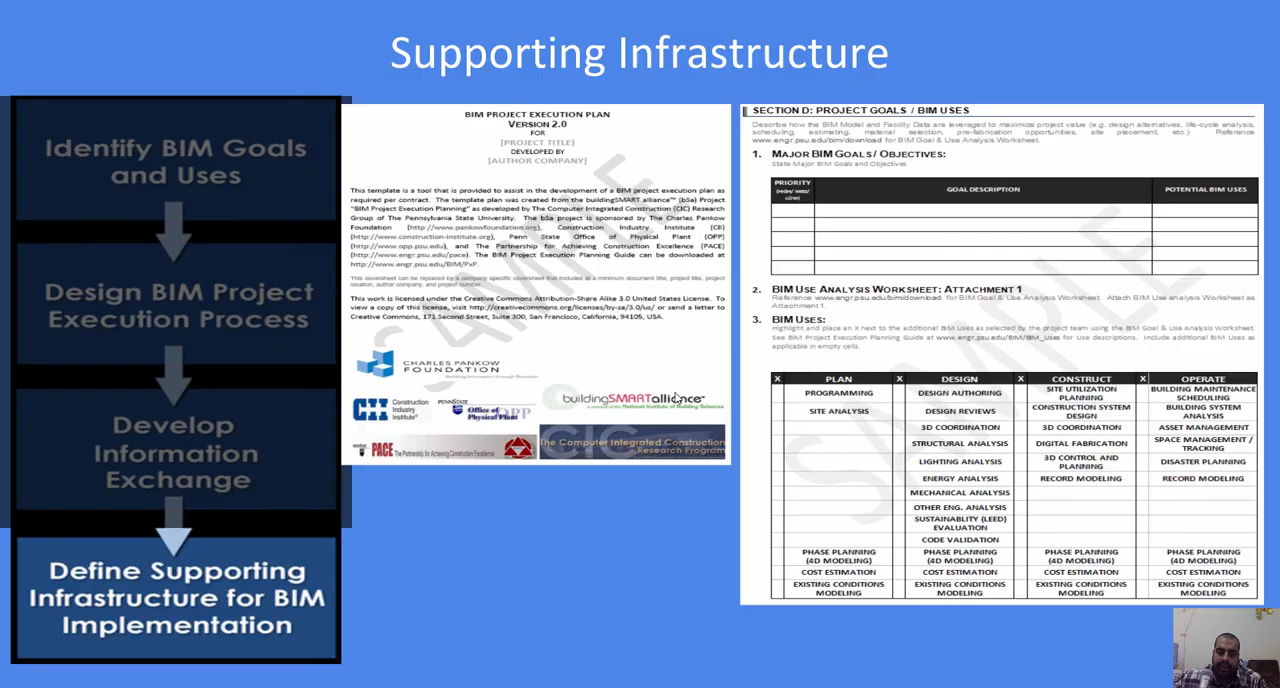 Supporting Infrastructure
Identify BIM Goals
and Uses
Design BIM Project
Execution Process
Develop
Information
Exchange
Define Supporting
Infrastructure for BIM
Implementation
BIM PROJECT EXECUTION PLAN
VERSION 2.0
FOR
[PROJECT TITLE]
DEVELOPED BY
[AUTHOR COMPANY]
This template is a tool that is provided to assist in the development of a BIM project execution plan as
required per contract. The template plan was created from the buildingSMART alliance™ (bSa) Project
"BIM Project Execution Planning" as developed by The Computer Integrated Construction (CIC) Research
Group of The Pennsylvania State University. The bSa project is sponsored by The Charles Pankow
Foundation (http://www.pankowfoundation.org), Construction Industry Institute (CII)
(http://www.construction-institute.org), Penn State Office of Physical Plant (OPP)
(http://www.opp.psu.edu), and The Partnership for Achieving Construction Excellence (PACE)
(http://www.engr.psu.edu/pace). The BIM Project Execution Planning Guide can be downloaded at
http://www.engr.psu.edu/BIM/PxP.
This coversheet can be replaced by a company specific coversheet that includes at a minimum document title, project title, project
location, author company, and project number.
This work is licensed under the Creative Commons Attribution-Share Alike 3.0 United States License. To
view a copy of this license, visit http://creativecommons.org/licenses/by-sa/3.0/us/ or send a letter to
Creative Commons, 171 Second Street, Suite 300, San Francisco, California, 94105, USA.
SAMPLE
CHARLES PANKOW
FOUNDATION
Building Innovation through Research
CII Construction
Industry
Institute
PENNSTATE
Office of
Physical Plant
OPP
buildingSMARTalliance™
a council of the National Institute of Building Sciences
PACE The Partnership for Achieving Construction Excellence
CIC
The Computer Integrated Construction
Research Program
SECTION D: PROJECT GOALS / BIM USES
Describe how the BIM Model and Facility Data are leveraged to maximize project value (e.g. design alternatives, life-cycle analysis,
scheduling, estimating, material selection, pre-fabrication opportunities, site placement, etc.) Reference
www.engr.psu.edu/bim/download for BIM Goal & Use Analysis Worksheet.
1. MAJOR BIM GOALS / OBJECTIVES:
State Major BIM Goals and Objectives
PRIORITY (HIGH/ MED/ LOW) GOAL DESCRIPTION POTENTIAL BIM USES
2. BIM USE ANALYSIS WORKSHEET: ATTACHMENT 1
Reference www.engr.psu.edu/bim/download for BIM Goal & Use Analysis Worksheet. Attach BIM Use analysis Worksheet as
Attachment 1.
3. BIM USES:
Highlight and place an X next to the additional BIM Uses as selected by the project team using the BIM Goal & Use Analysis Worksheet.
See BIM Project Execution Planning Guide at www.engr.psu.edu/BIM/BIM_Uses for Use descriptions. Include additional BIM Uses as
applicable in empty cells.
SAMPLE
X PLAN X DESIGN X CONSTRUCT X OPERATE
PROGRAMMING DESIGN AUTHORING SITE UTILIZATION PLANNING BUILDING MAINTENANCE SCHEDULING
SITE ANALYSIS DESIGN REVIEWS CONSTRUCTION SYSTEM DESIGN BUILDING SYSTEM ANALYSIS
3D COORDINATION 3D COORDINATION ASSET MANAGEMENT
STRUCTURAL ANALYSIS DIGITAL FABRICATION SPACE MANAGEMENT / TRACKING
LIGHTING ANALYSIS 3D CONTROL AND PLANNING DISASTER PLANNING
ENERGY ANALYSIS RECORD MODELING RECORD MODELING
MECHANICAL ANALYSIS
OTHER ENG. ANALYSIS
SUSTAINABLITY (LEED) EVALUATION
CODE VALIDATION
PHASE PLANNING (4D MODELING) PHASE PLANNING (4D MODELING) PHASE PLANNING (4D MODELING) PHASE PLANNING (4D MODELING)
COST ESTIMATION COST ESTIMATION COST ESTIMATION COST ESTIMATION
EXISTING CONDITIONS MODELING EXISTING CONDITIONS MODELING EXISTING CONDITIONS MODELING EXISTING CONDITIONS MODELING